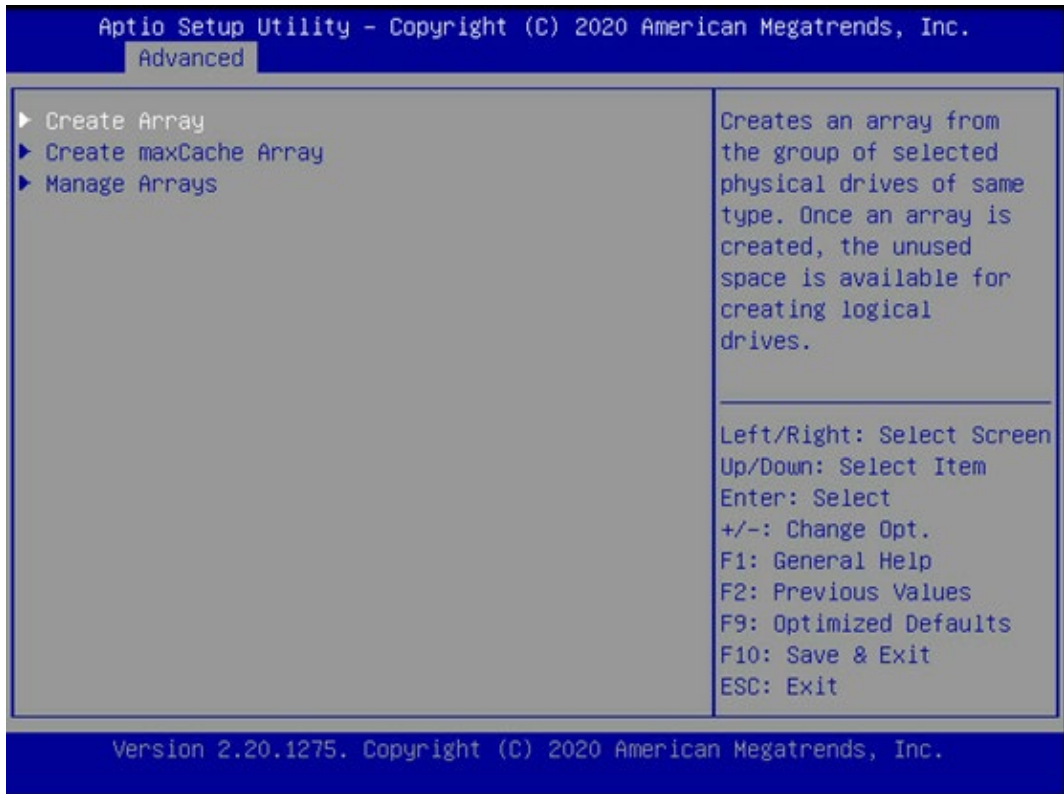 Aptio Setup Utility – Copyright (C) 2020 American Megatrends, Inc.
Advanced
Create Array
Create maxCache Array
Manage Arrays
Creates an array from
the group of selected
physical drives of same
type. Once an array is
created, the unused
space is available for
creating logical
drives.
Left/Right: Select Screen
Up/Down: Select Item
Enter: Select
+/-: Change Opt.
F1: General Help
F2: Previous Values
F9: Optimized Defaults
F10: Save & Exit
ESC: Exit
Version 2.20.1275. Copyright (C) 2020 American Megatrends, Inc.